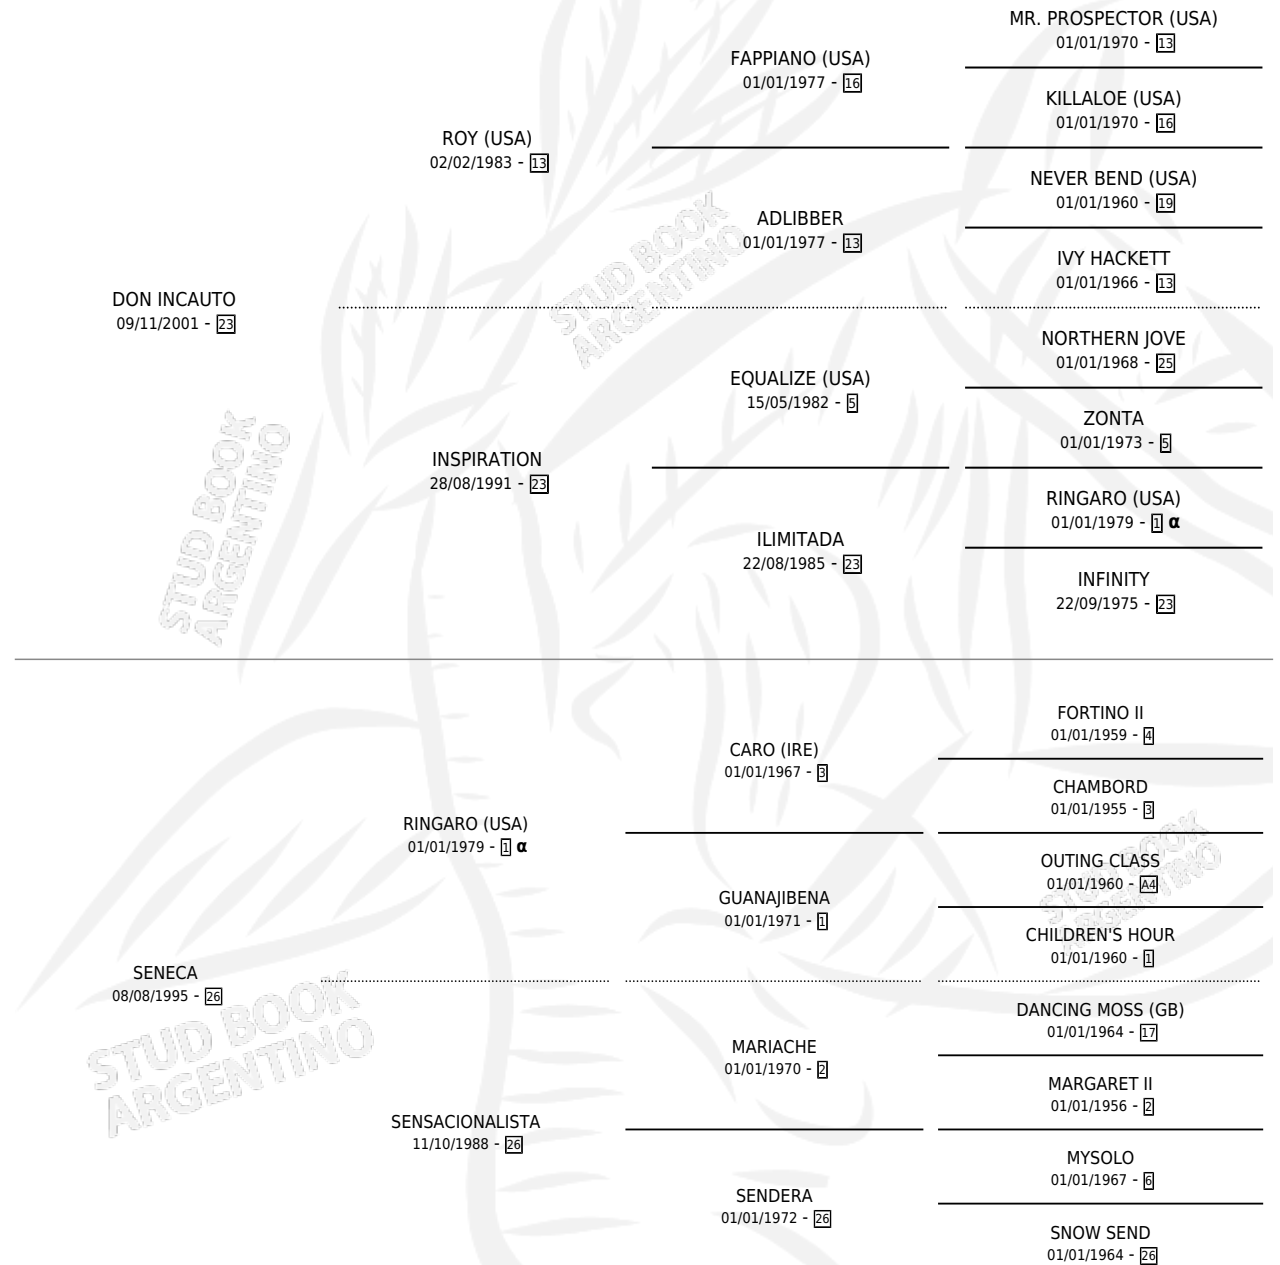 MR. PROSPECTOR (USA)
01/01/1970 - 13
FAPPIANO (USA)
01/01/1977 - 16
KILLALOE (USA)
01/01/1970 - 16
ROY (USA)
02/02/1983 - 13
NEVER BEND (USA)
01/01/1960 - 19
ADLIBBER
01/01/1977 - 13
IVY HACKETT
01/01/1966 - 13
DON INCAUTO
09/11/2001 - 23
NORTHERN JOVE
01/01/1968 - 25
EQUALIZE (USA)
15/05/1982 - 5
ZONTA
01/01/1973 - 5
INSPIRATION
28/08/1991 - 23
RINGARO (USA)
01/01/1979 - 1 α
ILIMITADA
22/08/1985 - 23
INFINITY
22/09/1975 - 23
FORTINO II
01/01/1959 - 4
CARO (IRE)
01/01/1967 - 3
CHAMBORD
01/01/1955 - 3
RINGARO (USA)
01/01/1979 - 1 α
OUTING CLASS
01/01/1960 - A4
GUANAJIBENA
01/01/1971 - 1
CHILDREN'S HOUR
01/01/1960 - 1
SENECA
08/08/1995 - 26
DANCING MOSS (GB)
01/01/1964 - 17
MARIACHE
01/01/1970 - 2
MARGARET II
01/01/1956 - 2
SENSACIONALISTA
11/10/1988 - 26
MYSOLO
01/01/1967 - 6
SENDERA
01/01/1972 - 26
SNOW SEND
01/01/1964 - 26
STUD BOOK
ARGENTINO
STUD BOOK
ARGENTINO
STUD BOOK
ARGENTINO
STUD BOOK
ARGENTINO